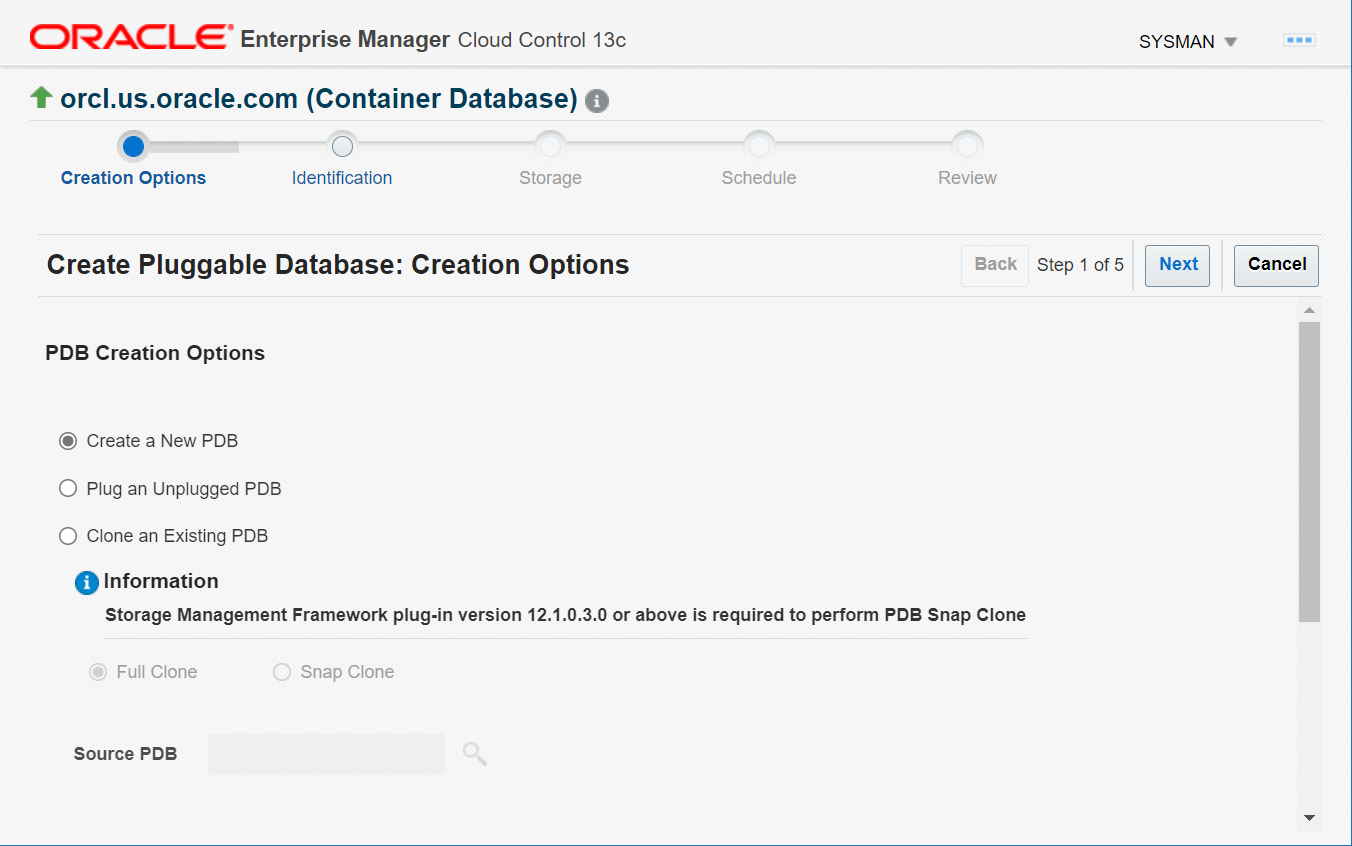 ORACLE® Enterprise Manager Cloud Control 13c
SYSMAN
orcl.us.oracle.com (Container Database)
Creation Options
Identification
Storage
Schedule
Review
Create Pluggable Database: Creation Options
Back
Step 1 of 5
Next
Cancel
PDB Creation Options
Create a New PDB
Plug an Unplugged PDB
Clone an Existing PDB
Information
Storage Management Framework plug-in version 12.1.0.3.0 or above is required to perform PDB Snap Clone
Full Clone
Snap Clone
Source PDB